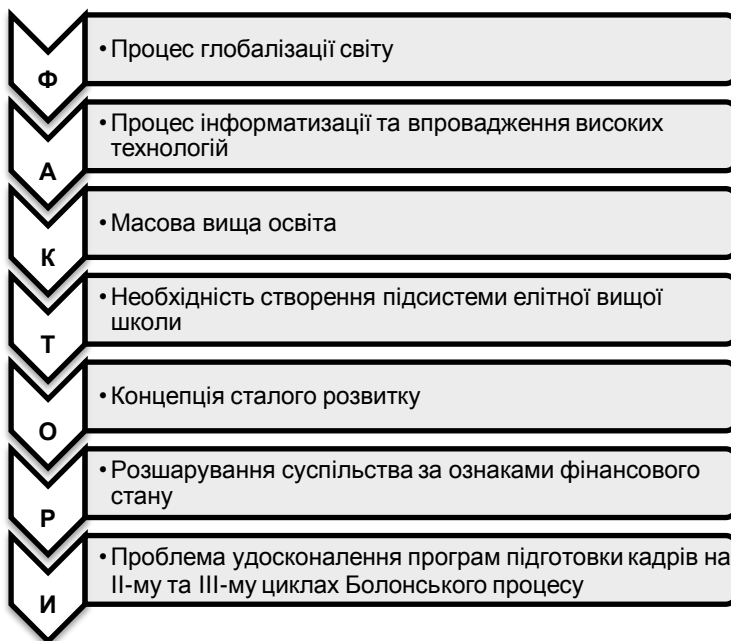 Ф
• Процес глобалізації світу
А
• Процес інформатизації та впровадження високих
технологій
К
• Масова вища освіта
Т
• Необхідність створення підсистеми елітної вищої
школи
О
• Концепція сталого розвитку
Р
• Розшарування суспільства за ознаками фінансового
стану
И
• Проблема удосконалення програм підготовки кадрів на
ІІ-му та ІІІ-му циклах Болонського процесу